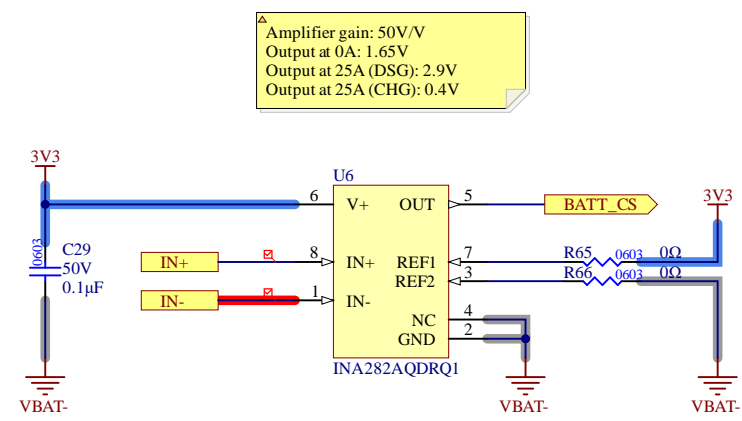 Amplifier gain: 50V/V
Output at 0A: 1.65V
Output at 25A (DSG): 2.9V
Output at 25A (CHG): 0.4V
3V3
U6
6 V+ OUT 5 BATT_CS
3V3
0603
C29
50V
0.1µF
IN+ 8 IN+ REF1 7 R65 0603 0Ω
REF2 3 R66 0603 0Ω
IN- 1 IN-
NC 4
GND 2
INA282AQDRQ1
VBAT- VBAT- VBAT-